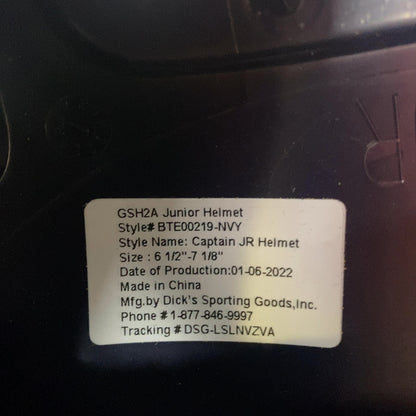 R
GSH2A Junior Helmet
Style# BTE00219-NVY
Style Name: Captain JR Helmet
Size : 6 1/2"-7 1/8"
Date of Production:01-06-2022
Made in China
Mfg.by Dick's Sporting Goods,Inc.
Phone # 1-877-846-9997
Tracking # DSG-LSLNVZVA